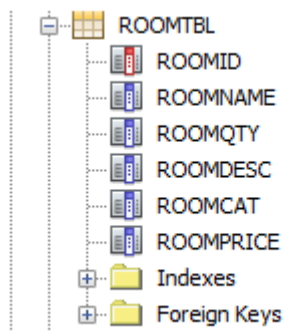 ROOMTBL
ROOMID
ROOMNAME
ROOMQTY
ROOMDESC
ROOMCAT
ROOMPRICE
Indexes
Foreign Keys